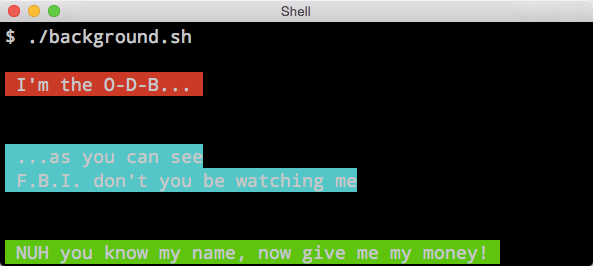 Shell
$ ./background.sh
I'm the O-D-B...
...as you can see
F.B.I. don't you be watching me
NUH you know my name, now give me my money!